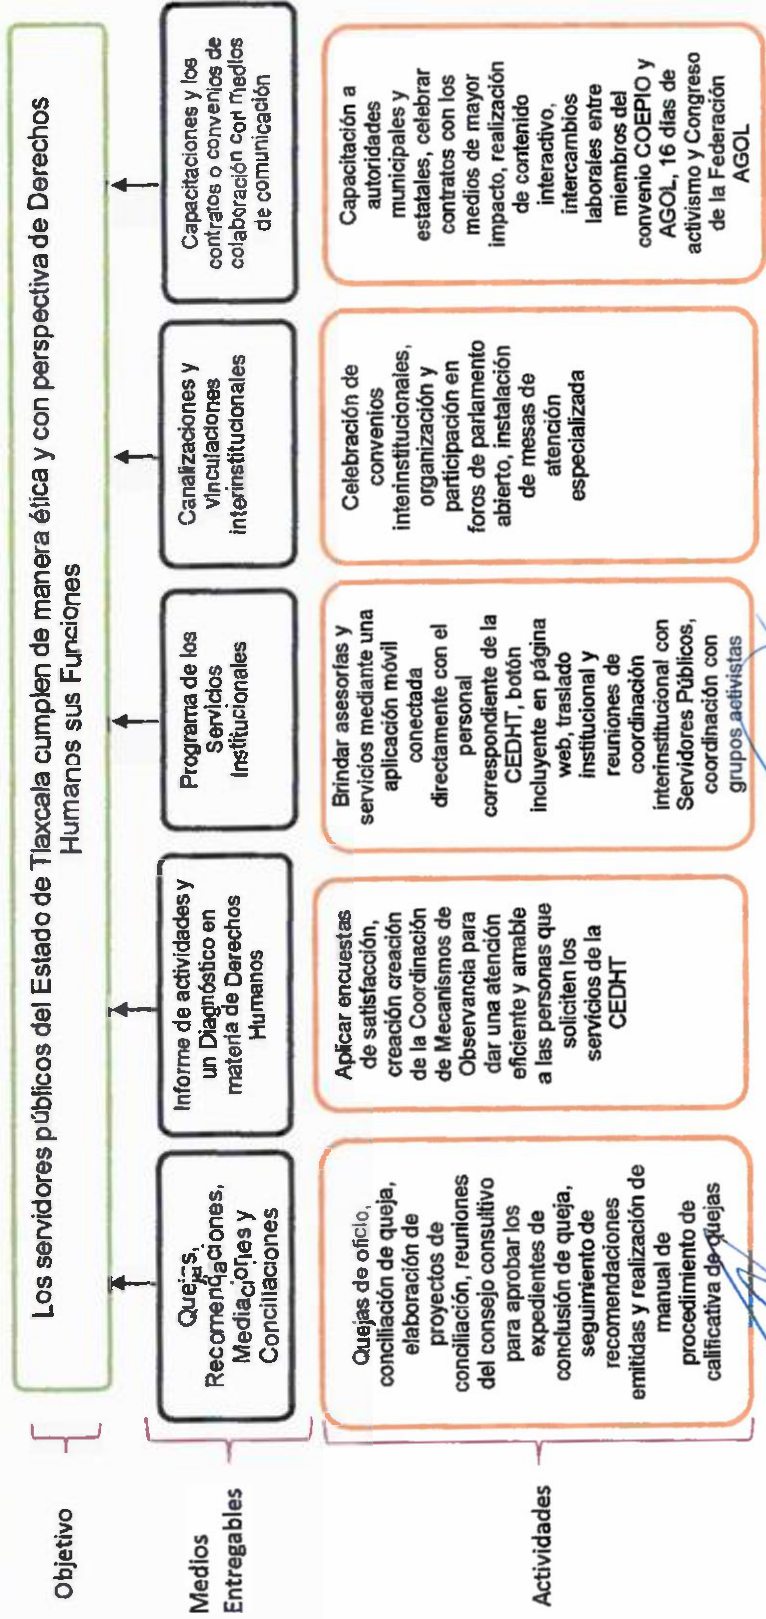 Objetivo
Los servidores públicos del Estado de Tlaxcala cumplen de manera ética y con perspectiva de Derechos
Humanos sus Funciones
Medios
Entregables
Quejas,
Recomendaciones,
Mediaciones y
Conciliaciones
Informe de actividades y
un Diagnóstico en
materia de Derechos
Humanos
Programa de los
Servicios
Institucionales
Canalizaciones y
Vinculaciones
interinstitucionales
Capacitaciones y los
contratos o convenios de
colaboración con medios
de comunicación
Actividades
Quejas de oficio,
conciliación de queja,
elaboración de
proyectos de
conciliación, reuniones
del consejo consultivo
para aprobar los
expedientes de
conclusión de queja,
seguimiento de
recomendaciones
emitidas y realización de
manual de
procedimiento de
calificativa de quejas
Aplicar encuestas
de satisfacción,
creación creación
de la Coordinación
de Mecanismos de
Observancia para
dar una atención
eficiente y amable
a las personas que
soliciten los
servicios de la
CEDHT
Brindar asesorías y
servicios mediante una
aplicación móvil
conectada
directamente con el
personal
correspondiente de la
CEDHT, botón
incluyente en página
web, traslado
institucional y
reuniones de
coordinación
interinstitucional con
Servidores Públicos,
coordinación con
grupos activistas
Celebración de
convenios
interinstitucionales,
organización y
participación en
foros de parlamento
abierto, instalación
de mesas de
atención
especializada
Capacitación a
autoridades
municipales y
estatales, celebrar
contratos con los
medios de mayor
impacto, realización
de contenido
interactivo,
intercambios
laborales entre
miembros del
convenio COEPIO y
AGOL, 16 días de
activismo y Congreso
de la Federación
AGOL